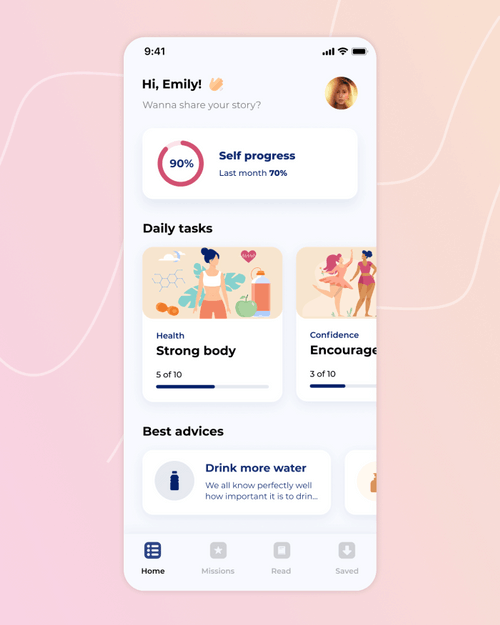 9:41
Hi, Emily!
Wanna share your story?
90%
Self progress
Last month 70%
Daily tasks
Health
Strong body
5 of 10
Confidence
Encourage
3 of 10
Best advices
Drink more water
We all know perfectly well
how important it is to drin...
Home
Missions
Read
Saved